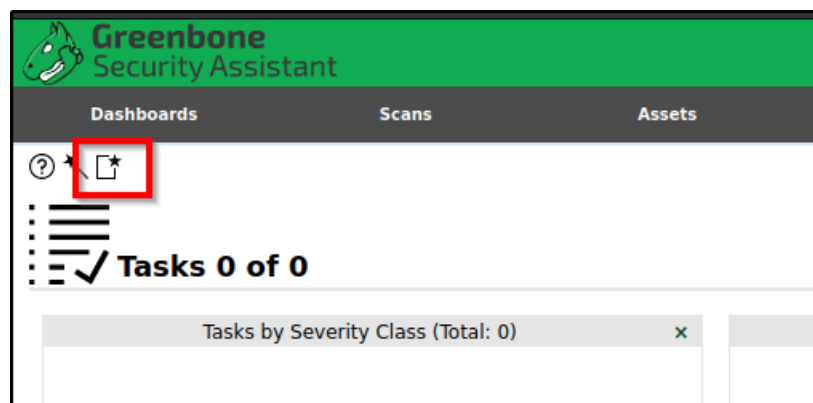 Greenbone
Security Assistant
Dashboards Scans Assets
?
Tasks 0 of 0
Tasks by Severity Class (Total: 0) ×